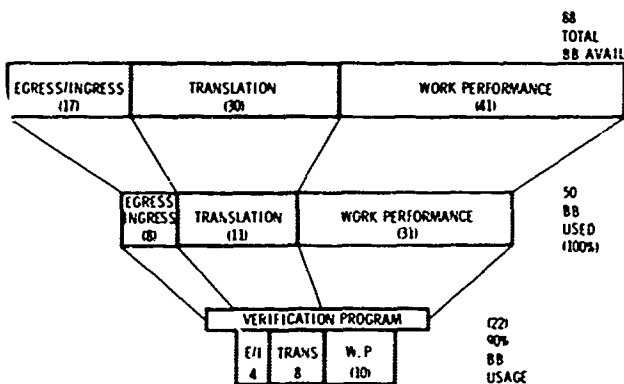 88
TOTAL
BB AVAIL
EGRESS/INGRESS
(17)
TRANSLATION
(30)
WORK PERFORMANCE
(41)
EGRESS
INGRESS
(8)
TRANSLATION
(11)
WORK PERFORMANCE
(31)
50
BB
USED
(100%)
VERIFICATION PROGRAM
E/I
4
TRANS
8
W.P
(10)
(22)
90%
BB
USAGE